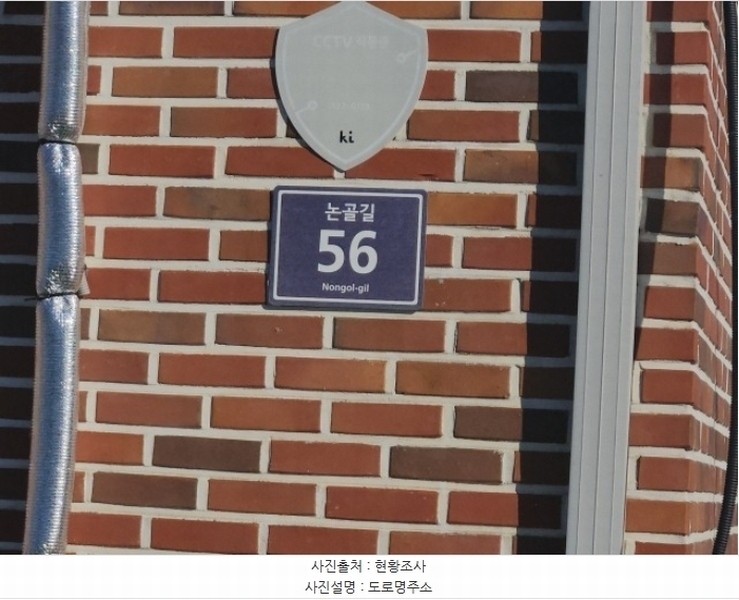 ki
논골길
56
Nongol-gil
사진출처 : 현황조사
사진설명 : 도로명주소